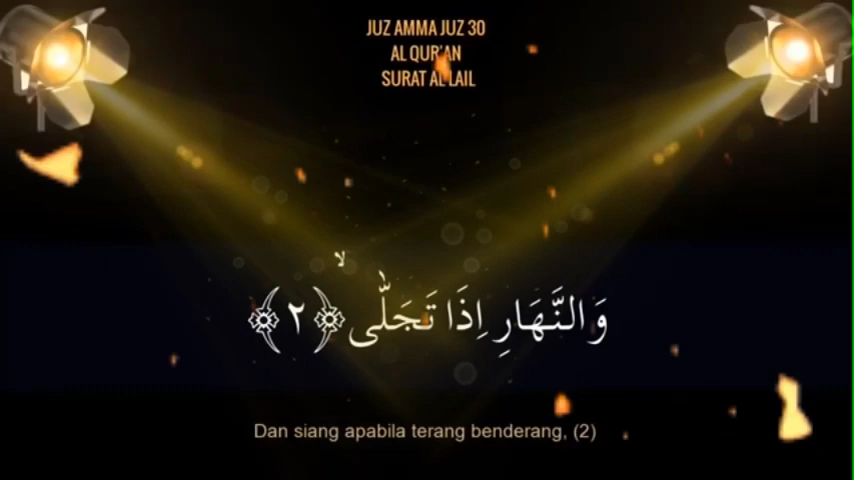 JUZ AMMA JUZ 30
AL QUR'AN
SURAT AL LAIL
وَالنَّهَارِ اِذَا تَجَلّٰىۙ ﴿٢﴾
Dan siang apabila terang benderang, (2)